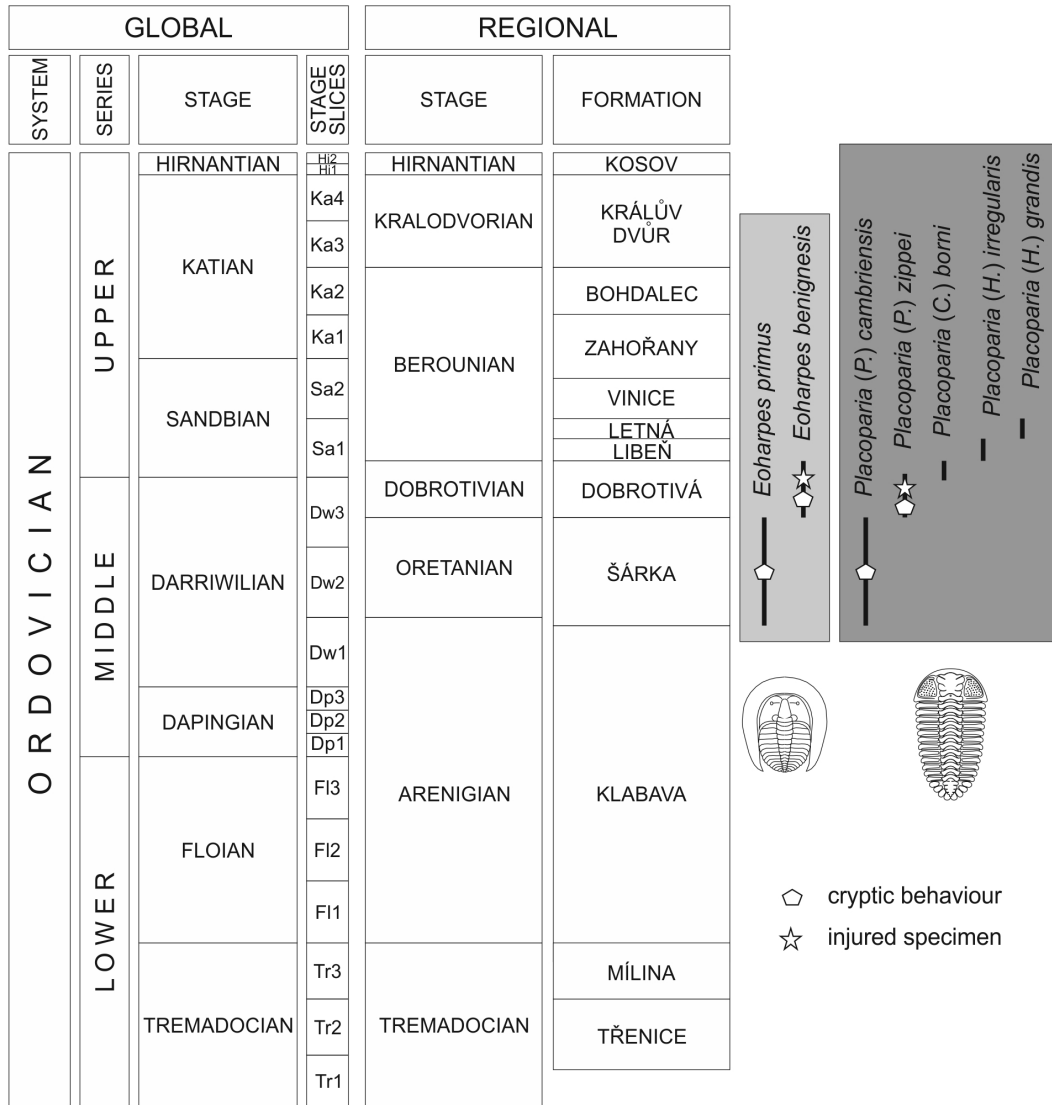 GLOBAL
REGIONAL
SYSTEM
SERIES
STAGE
STAGE
SLICES
STAGE
FORMATION
ORDOVICIAN
UPPER
MIDDLE
LOWER
HIRNANTIAN
KATIAN
SANDBIAN
DARRIWILIAN
DAPINGIAN
FLOIAN
TREMADOCIAN
Hi2
Hi1
Ka4
Ka3
Ka2
Ka1
Sa2
Sa1
Dw3
Dw2
Dw1
Dp3
Dp2
Dp1
Fl3
Fl2
Fl1
Tr3
Tr2
Tr1
HIRNANTIAN
KRALODVORIAN
BEROUNIAN
DOBROTIVIAN
ORETANIAN
ARENIGIAN
TREMADOCIAN
KOSOV
KRÁLŮV
DVŮR
BOHDALEC
ZAHOŘANY
VINICE
LETNÁ
LIBEŇ
DOBROTIVÁ
ŠÁRKA
KLABAVA
MÍLINA
TŘENICE
Eoharpes primus
Eoharpes benignesis
Placoparia (P.) cambriensis
Placoparia (P.) zippei
Placoparia (C.) borni
Placoparia (H.) irregularis
Placoparia (H.) grandis
cryptic behaviour
injured specimen